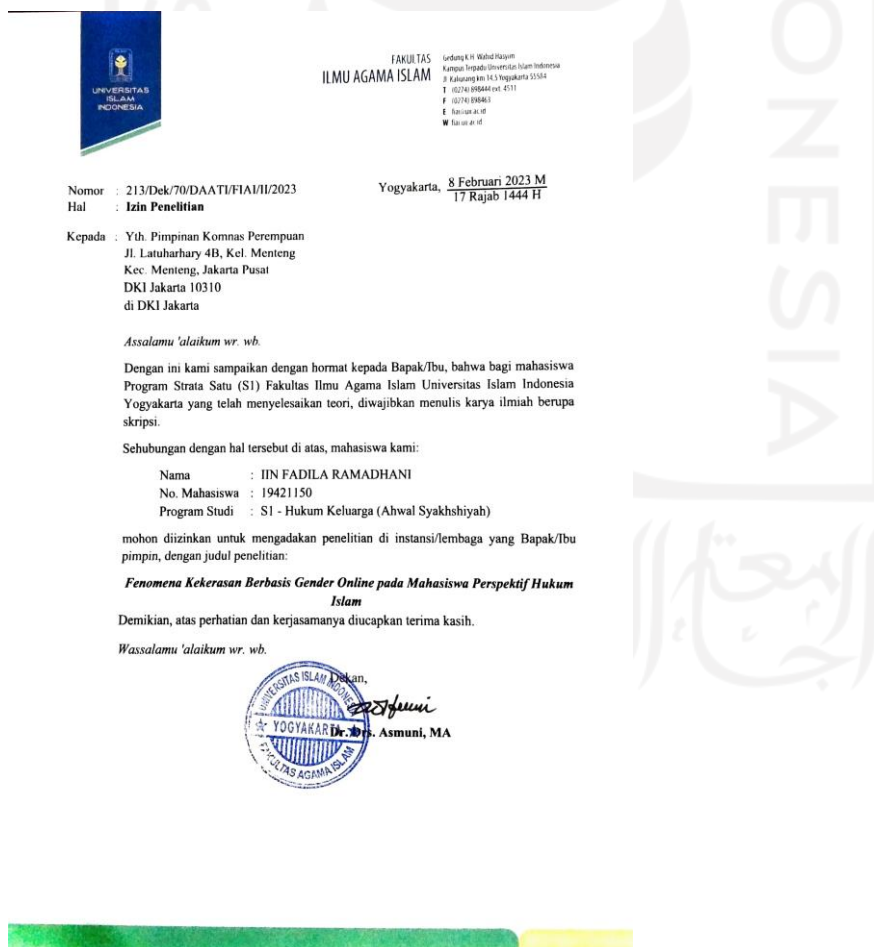 UNIVERSITAS
ISLAM
INDONESIA
FAKULTAS
ILMU AGAMA ISLAM
Gedung K.H. Wahid Hasyim
Kampus Terpadu Universitas Islam Indonesia
Jl. Kaliurang km 14,5 Yogyakarta 55584
T (0274) 898444 ext. 4511
F (0274) 898463
E
W
Nomor : 213/Dek/70/DAATI/FIAI/II/2023
Hal : Izin Penelitian
Yogyakarta, 8 Februari 2023 M
17 Rajab 1444 H
Kepada : Yth. Pimpinan Komnas Perempuan
Jl. Latuharhary 4B, Kel. Menteng
Kec. Menteng, Jakarta Pusat
DKI Jakarta 10310
di DKI Jakarta
Assalamu 'alaikum wr. wb.
Dengan ini kami sampaikan dengan hormat kepada Bapak/Ibu, bahwa bagi mahasiswa
Program Strata Satu (S1) Fakultas Ilmu Agama Islam Universitas Islam Indonesia
Yogyakarta yang telah menyelesaikan teori, diwajibkan menulis karya ilmiah berupa
skripsi.
Sehubungan dengan hal tersebut di atas, mahasiswa kami:
Nama : IIN FADILA RAMADHANI
No. Mahasiswa : 19421150
Program Studi : S1 - Hukum Keluarga (Ahwal Syakhshiyah)
mohon diizinkan untuk mengadakan penelitian di instansi/lembaga yang Bapak/Ibu
pimpin, dengan judul penelitian:
Fenomena Kekerasan Berbasis Gender Online pada Mahasiswa Perspektif Hukum
Islam
Demikian, atas perhatian dan kerjasamanya diucapkan terima kasih.
Wassalamu 'alaikum wr. wb.
Dekan,
Dr. Drs. Asmuni, MA
UNIVERSITAS ISLAM INDONESIA
YOGYAKARTA
FAKULTAS AGAMA ISLAM
ONESIA